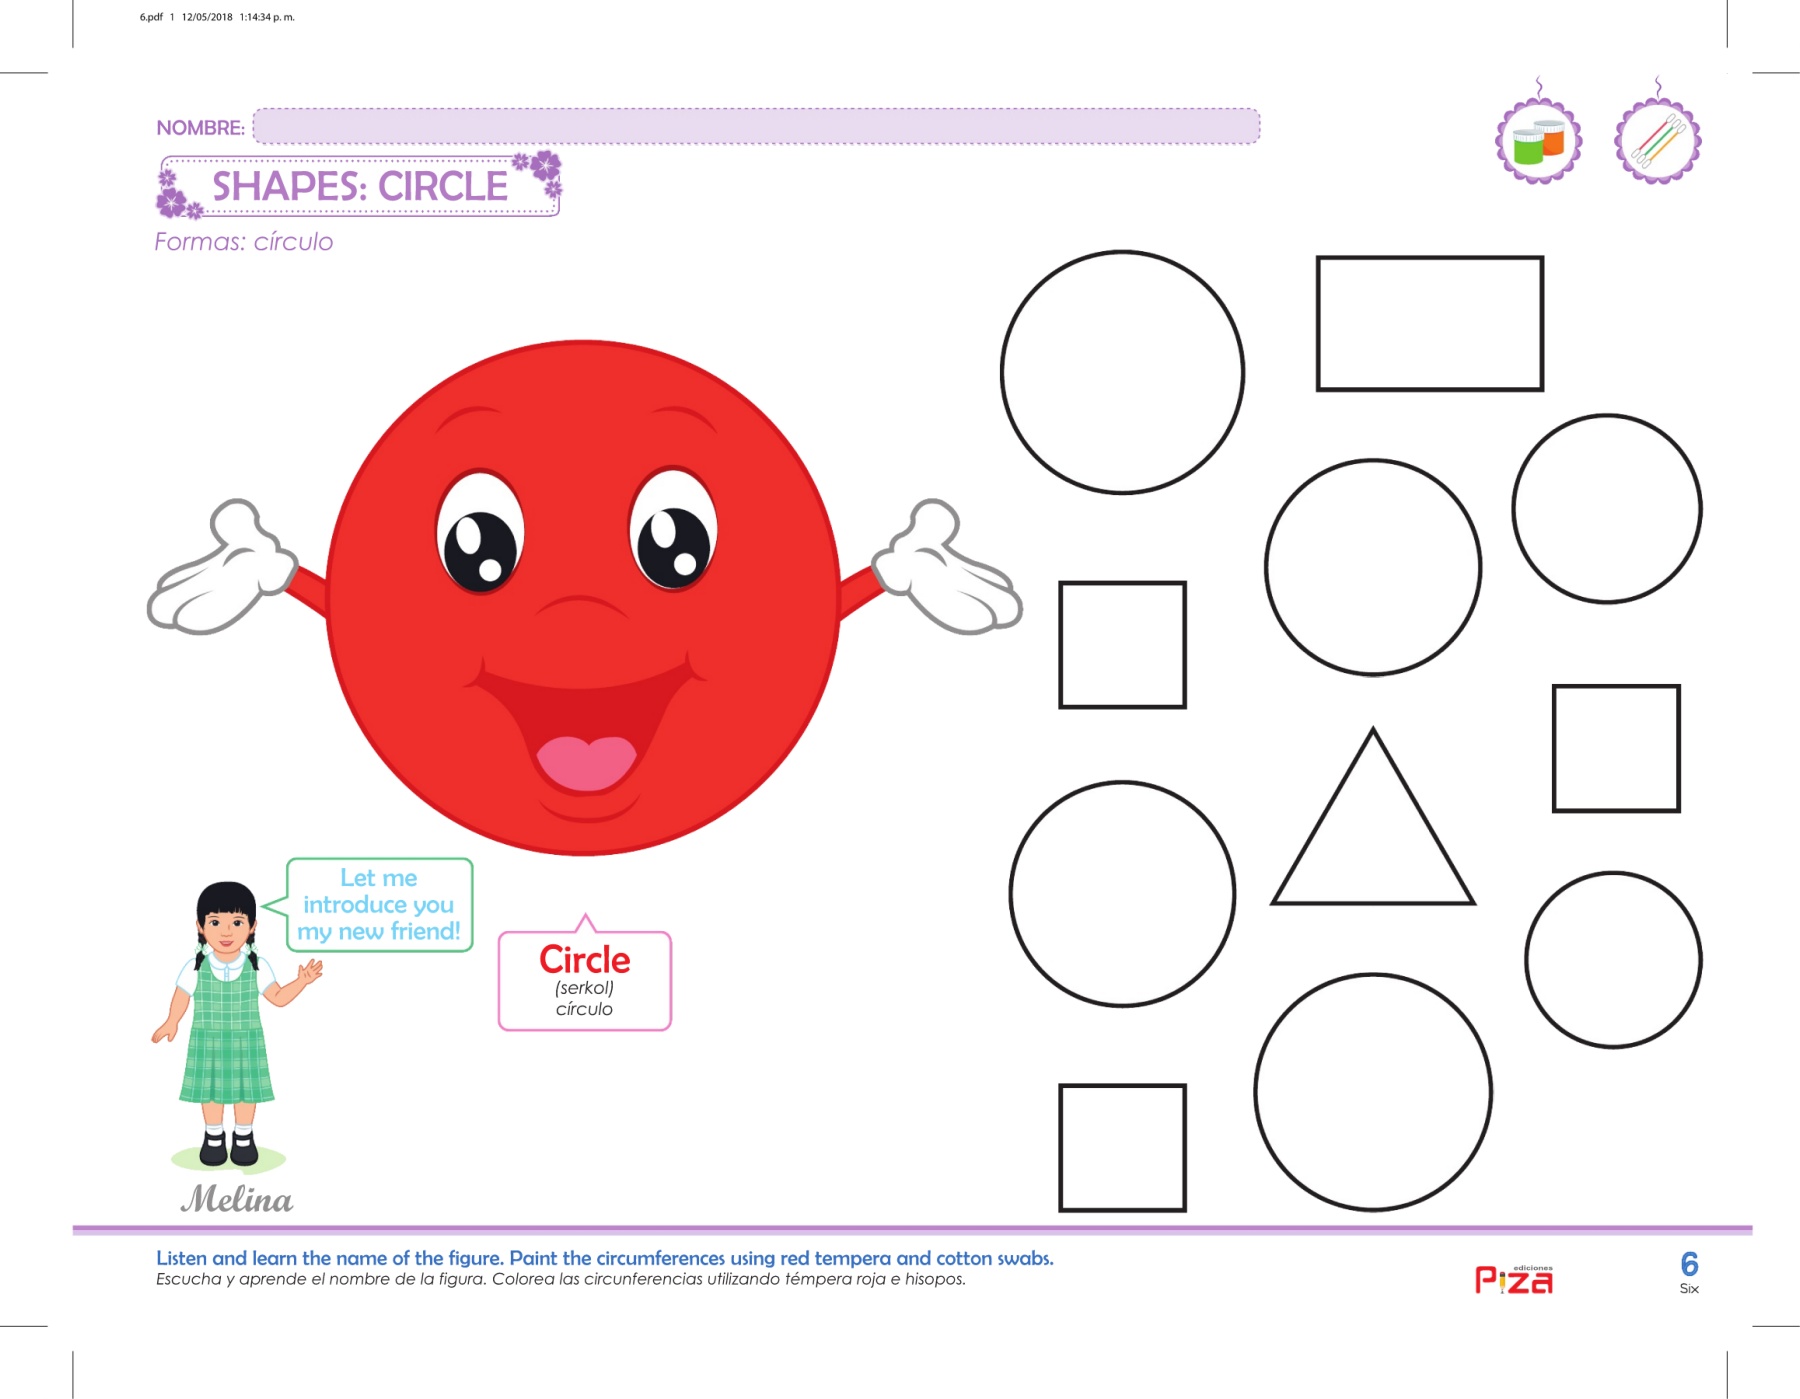 6.pdf 1 12/05/2018 1:14:34 p. m.
NOMBRE:
SHAPES: CIRCLE
Formas: círculo
Let me
introduce you
my new friend!
Circle
(serkol)
círculo
Melina
Listen and learn the name of the figure. Paint the circumferences using red tempera and cotton swabs.
Escucha y aprende el nombre de la figura. Colorea las circunferencias utilizando témpera roja e hisopos.
ediciones
Piza
6
Six